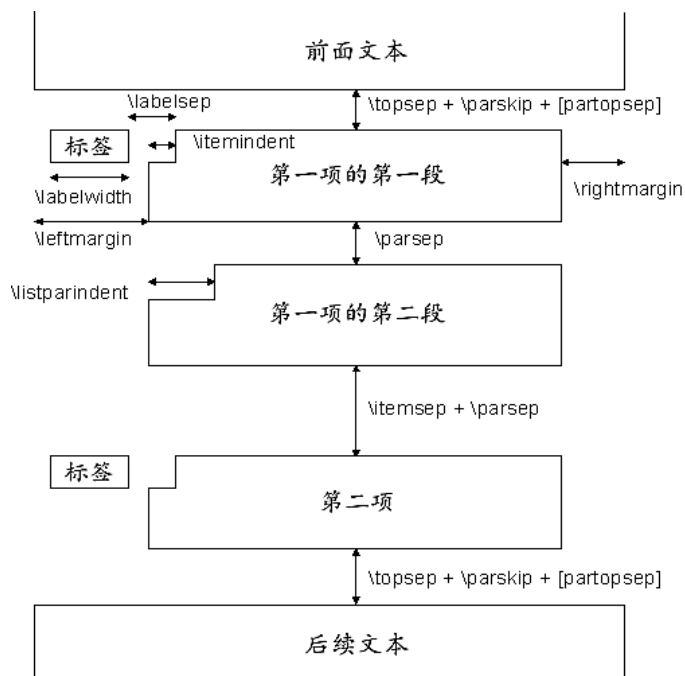 前面文本
\labelsep
\topsep + \parskip + [partopsep]
标签
\itemindent
第一项的第一段
\rightmargin
\labelwidth
\leftmargin
\parsep
\listparindent
第一项的第二段
\itemsep + \parsep
标签
第二项
\topsep + \parskip + [partopsep]
后续文本